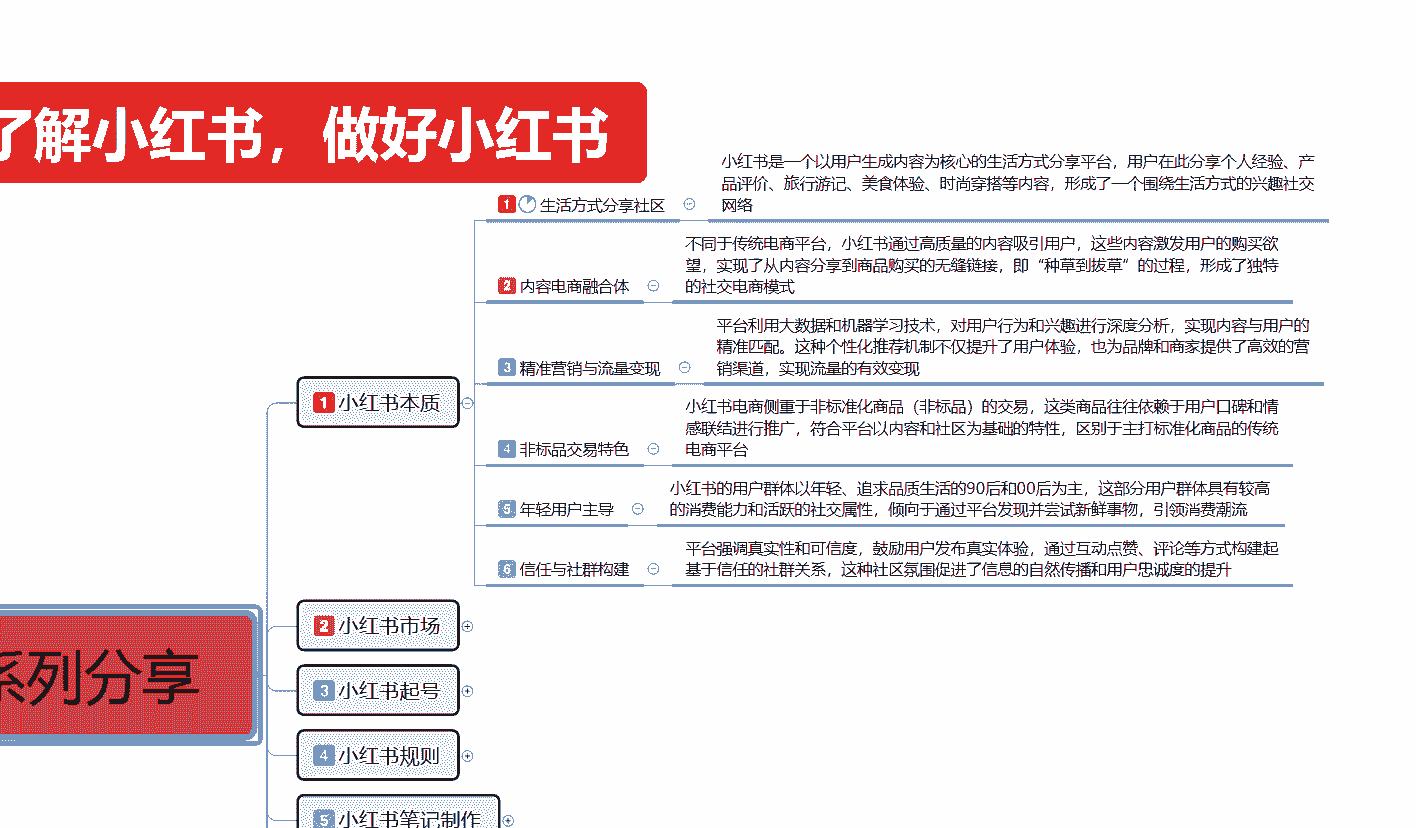 了解小红书，做好小红书
小红书是一个以用户生成内容为核心的生活方式分享平台，用户在此分享个人经验、产
品评价、旅行游记、美食体验、时尚穿搭等内容，形成了一个围绕生活方式的兴趣社交
网络
1 生活方式分享社区
不同于传统电商平台，小红书通过高质量的内容吸引用户，这些内容激发用户的购买欲
望，实现了从内容分享到商品购买的无缝链接，即“种草到拔草”的过程，形成了独特
的社交电商模式
2 内容电商融合体
平台利用大数据和机器学习技术，对用户行为和兴趣进行深度分析，实现内容与用户的
精准匹配。这种个性化推荐机制不仅提升了用户体验，也为品牌和商家提供了高效的营
销渠道，实现流量的有效变现
3 精准营销与流量变现
1 小红书本质
小红书电商侧重于非标准化商品（非标品）的交易，这类商品往往依赖于用户口碑和情
感联结进行推广，符合平台以内容和社区为基础的特性，区别于主打标准化商品的传统
电商平台
4 非标品交易特色
小红书的用户群体以年轻、追求品质生活的90后和00后为主，这部分用户群体具有较高
的消费能力和活跃的社交属性，倾向于通过平台发现并尝试新鲜事物，引领消费潮流
5 年轻用户主导
平台强调真实性和可信度，鼓励用户发布真实体验，通过互动点赞、评论等方式构建起
基于信任的社群关系，这种社区氛围促进了信息的自然传播和用户忠诚度的提升
6 信任与社群构建
2 小红书市场
系列分享
3 小红书起号
4 小红书规则
5 小红书笔记制作